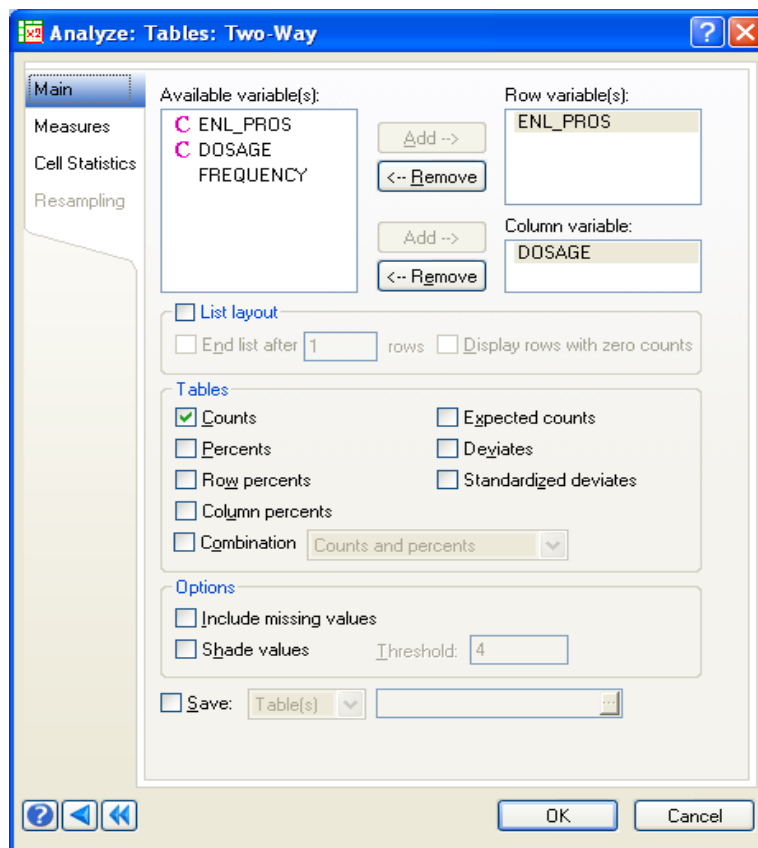 Analyze: Tables: Two-Way
Main
Measures
Cell Statistics
Resampling
Available variable(s):
C ENL_PROS
C DOSAGE
FREQUENCY
Add -->
<-- Remove
Add -->
<-- Remove
Row variable(s):
ENL_PROS
Column variable:
DOSAGE
List layout
End list after 1 rows Display rows with zero counts
Tables
Counts Expected counts
Percents Deviates
Row percents Standardized deviates
Column percents
Combination Counts and percents
Options
Include missing values
Shade values Threshold: 4
Save: Table(s) ...
OK Cancel